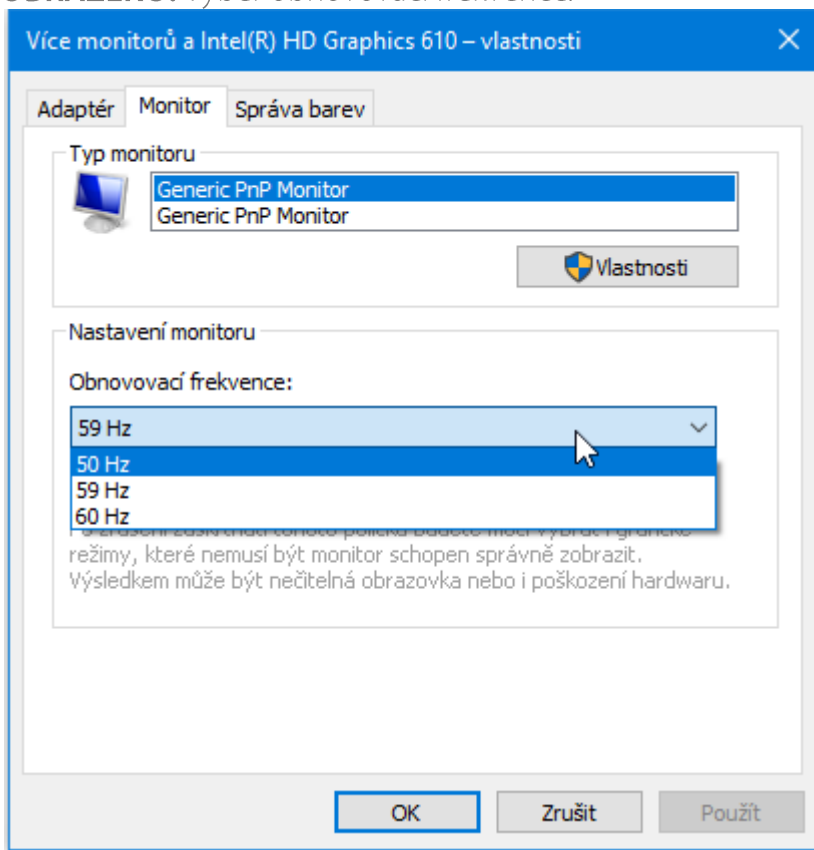 Více monitorů a Intel(R) HD Graphics 610 – vlastnosti
Adaptér Monitor Správa barev
Typ monitoru
Generic PnP Monitor
Generic PnP Monitor
Vlastnosti
Nastavení monitoru
Obnovovací frekvence:
59 Hz
50 Hz
59 Hz
60 Hz
režimy, které nemusí být monitor schopen správně zobrazit.
Výsledkem může být nečitelná obrazovka nebo i poškození hardwaru.
OK Zrušit Použít